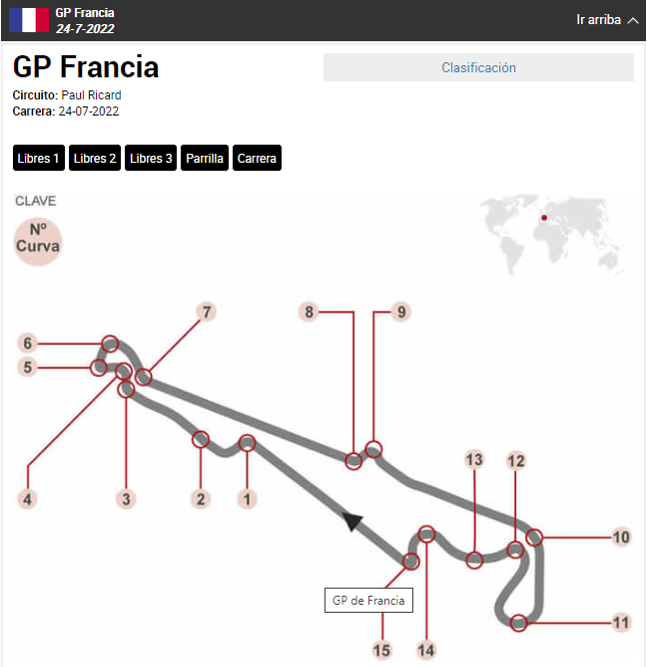 GP Francia
24-7-2022
Ir arriba
GP Francia
Clasificación
Circuito: Paul Ricard
Carrera: 24-07-2022
Libres 1
Libres 2
Libres 3
Parrilla
Carrera
CLAVE
Nº
Curva
7
8
9
6
5
13
12
4
3
2
1
10
GP de Francia
11
15
14